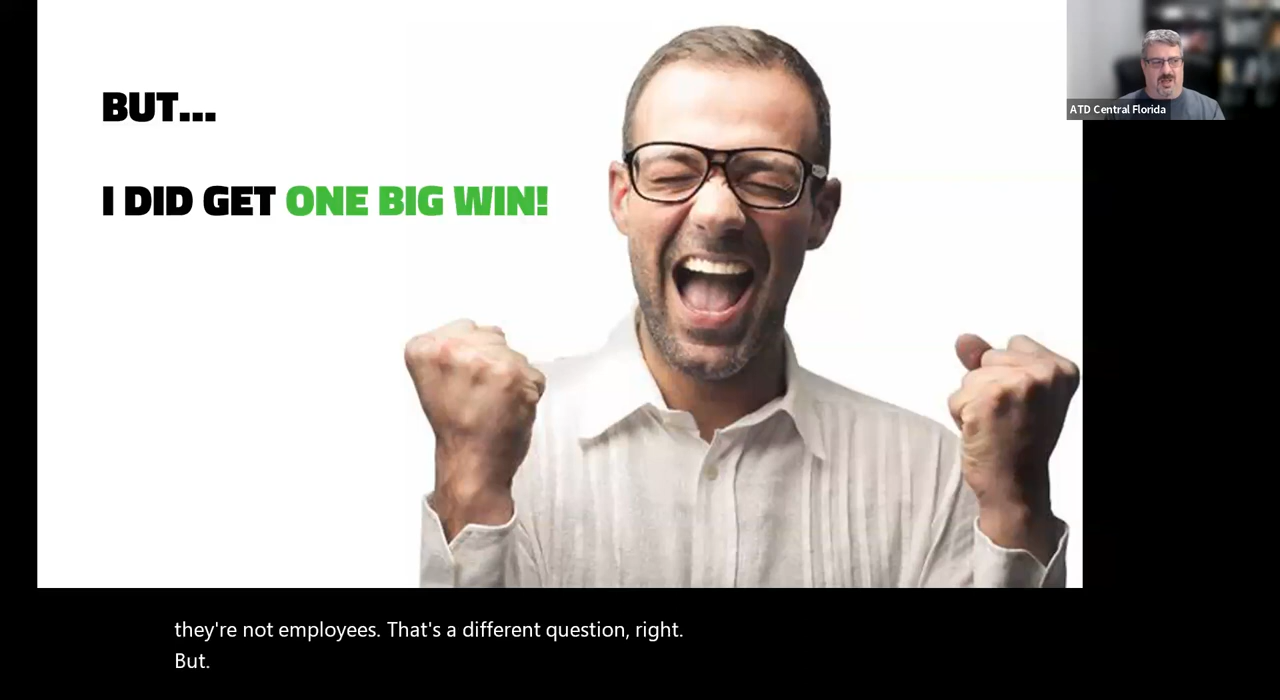 BUT...
I DID GET ONE BIG WIN!
ATD Central Florida
they're not employees. That's a different question, right.
But.